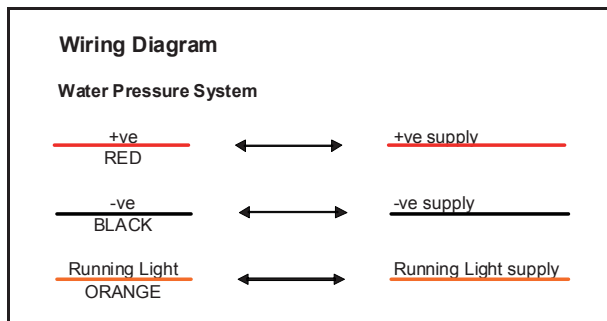 Wiring Diagram
Water Pressure System
+ve +ve supply
RED
-ve -ve supply
BLACK
Running Light Running Light supply
ORANGE